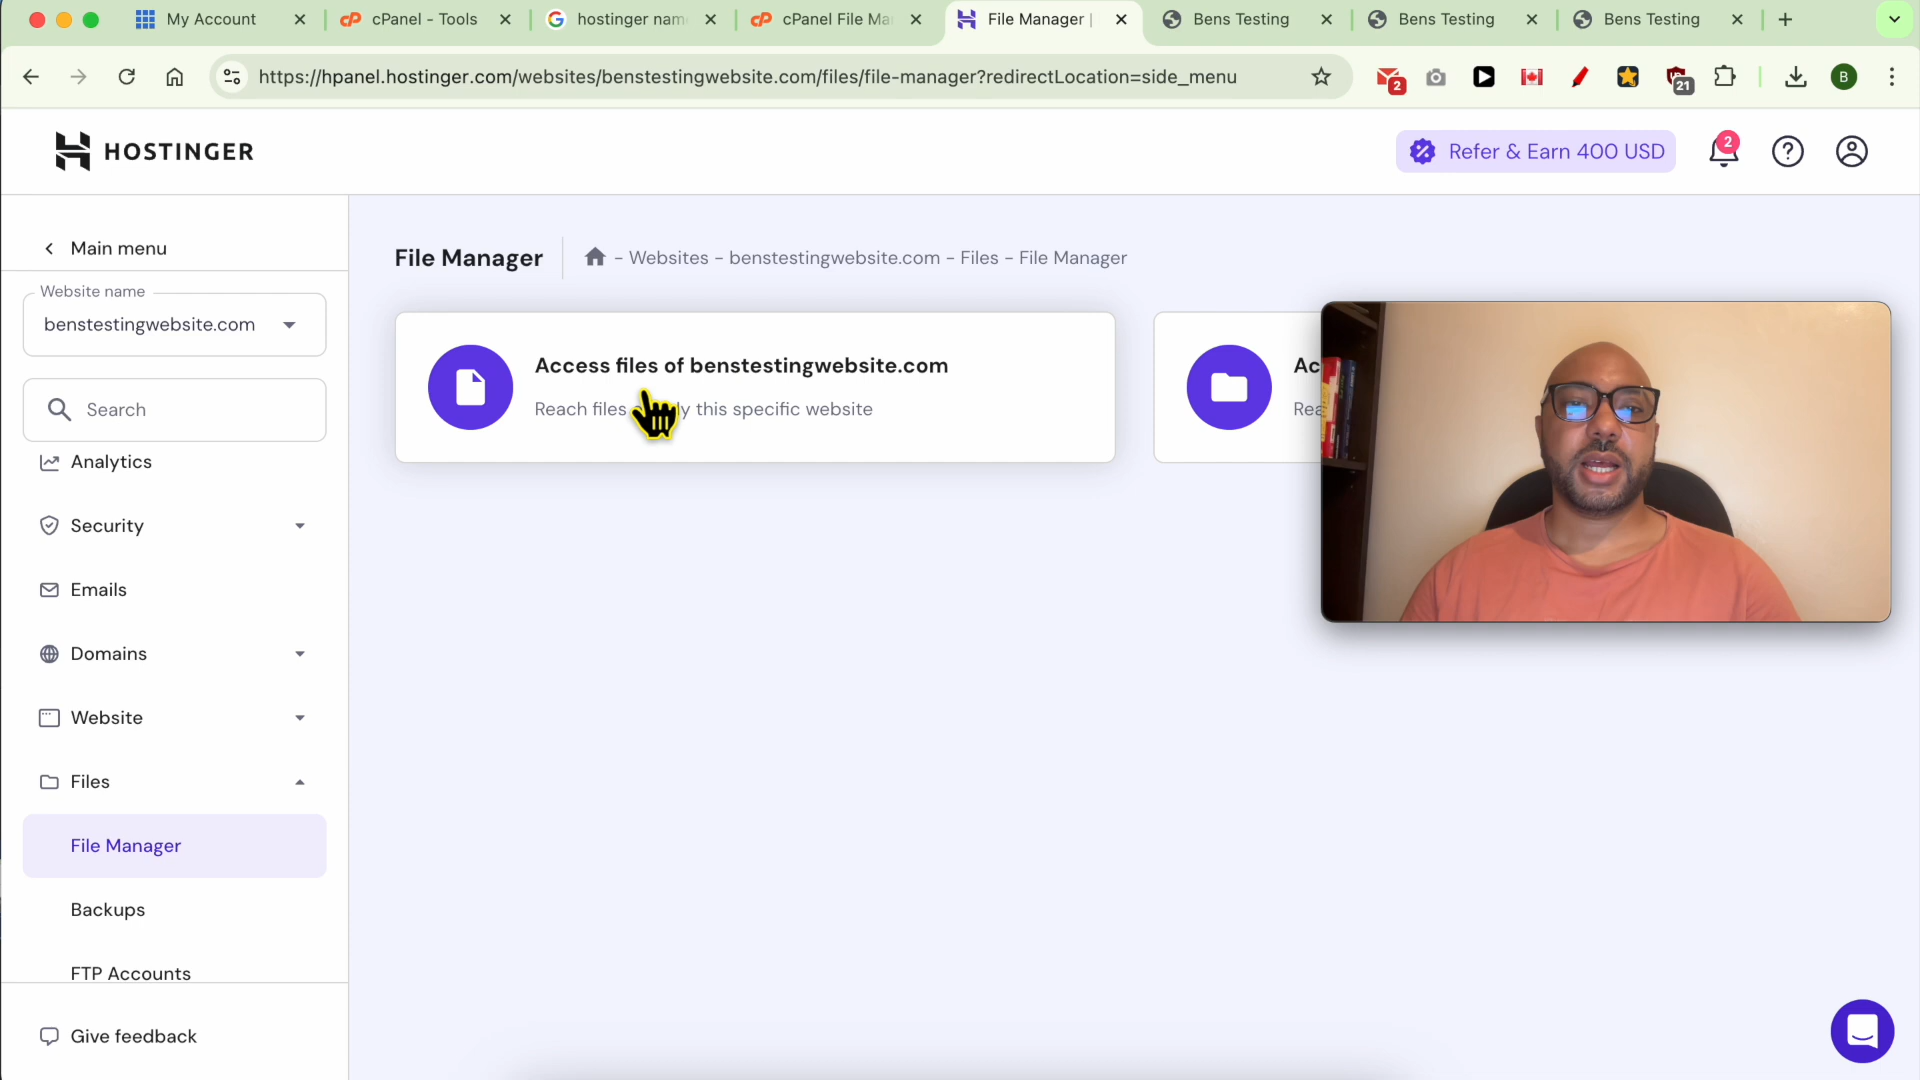 My Account
cPanel - Tools
hostinger nam
cPanel File Ma
File Manager |
Bens Testing
Bens Testing
Bens Testing
https://hpanel.hostinger.com/websites/benstestingwebsite.com/files/file-manager?redirectLocation=side_menu
2
21
B
HOSTINGER
Refer & Earn 400 USD
2
Main menu
File Manager
- Websites - benstestingwebsite.com - Files - File Manager
Website name
benstestingwebsite.com
Access files of benstestingwebsite.com
Reach files this specific website
Search
Analytics
Security
Emails
Domains
Website
Files
File Manager
Backups
FTP Accounts
Give feedback